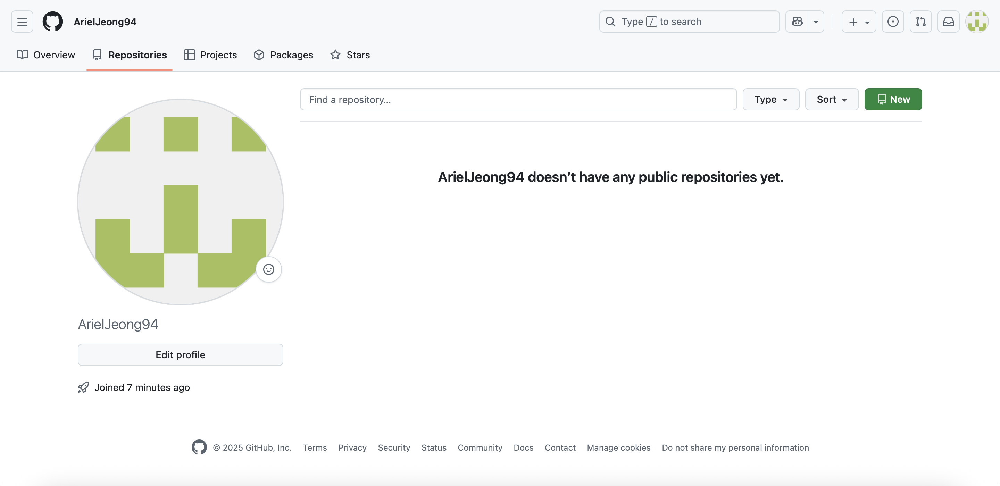 ArielJeong94
Type / to search
Overview
Repositories
Projects
Packages
Stars
Find a repository...
Type
Sort
New
ArielJeong94 doesn’t have any public repositories yet.
ArielJeong94
Edit profile
Joined 7 minutes ago
© 2025 GitHub, Inc. Terms Privacy Security Status Community Docs Contact Manage cookies Do not share my personal information